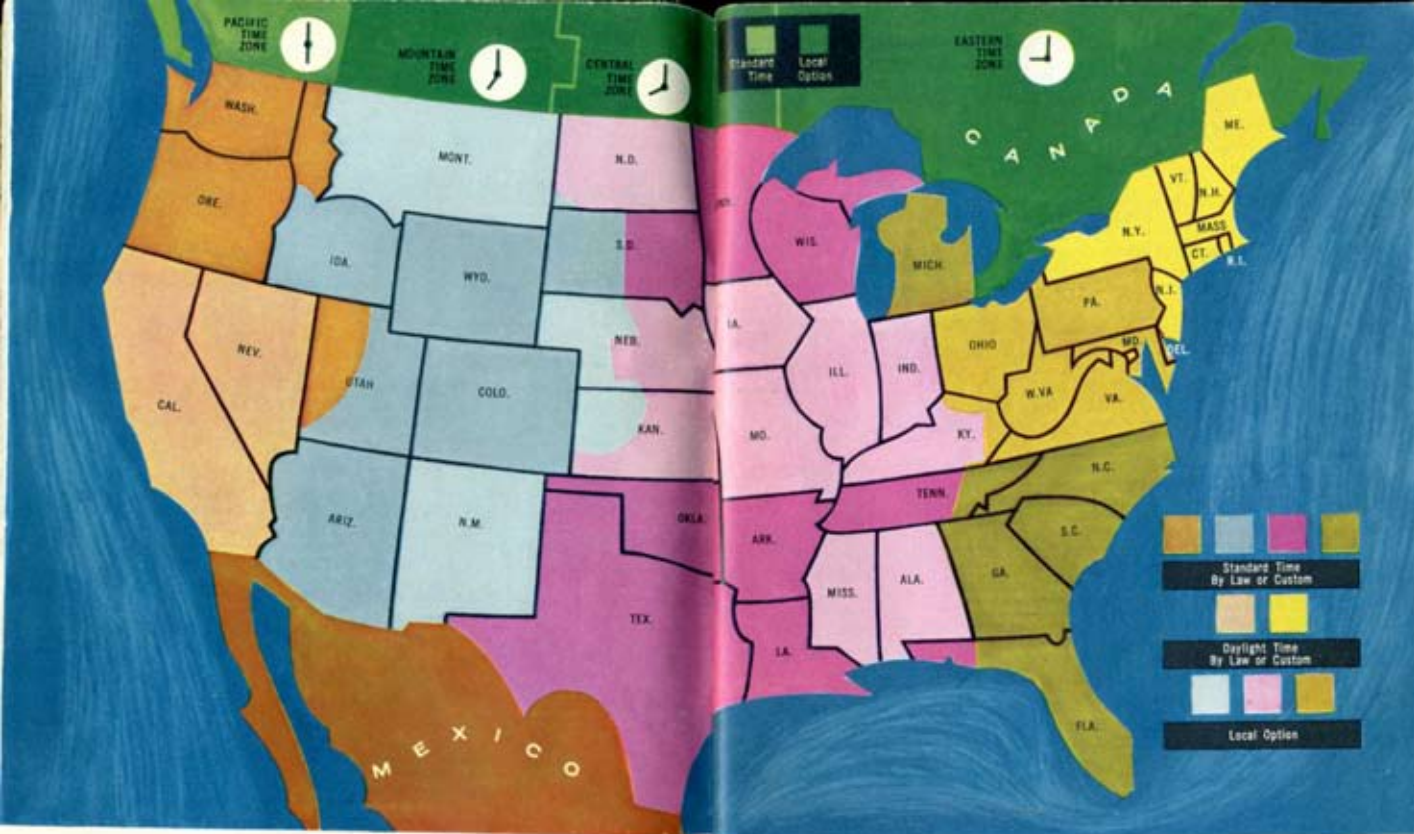 PACIFIC
TIME
ZONE
MOUNTAIN
TIME
ZONE
CENTRAL
TIME
ZONE
Standard
Time
Local
Option
EASTERN
TIME
ZONE
CANADA
WASH.
MONT.
N.D.
ME.
ORE.
VT.
N.H.
IDA.
WYO.
S.D.
WIS.
MICH.
N.Y.
MASS
CT.
R.I.
NEV.
UTAH
COLO.
NEB.
IA.
ILL.
IND.
OHIO
PA.
N.J.
MD.
DEL.
CAL.
KAN.
MO.
KY.
W.VA
VA.
ARIZ.
N.M.
OKLA.
ARK.
TENN.
N.C.
S.C.
TEX.
LA.
MISS.
ALA.
GA.
FLA.
MEXICO
Standard Time
By Law or Custom
Daylight Time
By Law or Custom
Local Option